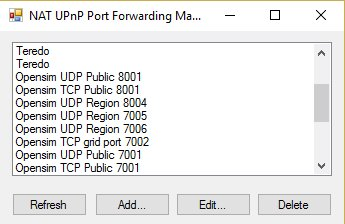 NAT UPnP Port Forwarding Ma...
Teredo
Teredo
Opensim UDP Public 8001
Opensim TCP Public 8001
Opensim UDP Region 8004
Opensim UDP Region 7005
Opensim UDP Region 7006
Opensim TCP grid port 7002
Opensim UDP Public 7001
Opensim TCP Public 7001
Refresh Add... Edit... Delete